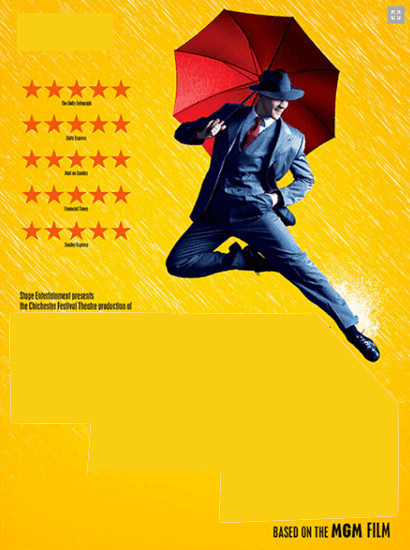 The Daily Telegraph
Daily Express
Mail on Sunday
Financial Times
Sunday Express
Stage Entertainment presents
the Chichester Festival Theatre production of
BASED ON THE MGM FILM